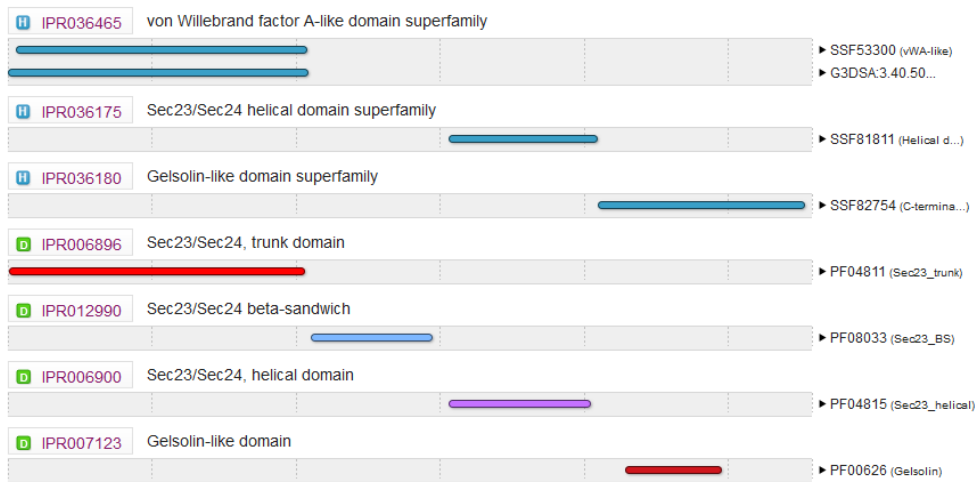 H IPR036465 von Willebrand factor A-like domain superfamily
SSF53300 (vWA-like)
G3DSA:3.40.50...
H IPR036175 Sec23/Sec24 helical domain superfamily
SSF81811 (Helical d...)
H IPR036180 Gelsolin-like domain superfamily
SSF82754 (C-termina...)
D IPR006896 Sec23/Sec24, trunk domain
PF04811 (Sec23_trunk)
D IPR012990 Sec23/Sec24 beta-sandwich
PF08033 (Sec23_BS)
D IPR006900 Sec23/Sec24, helical domain
PF04815 (Sec23_helical)
D IPR007123 Gelsolin-like domain
PF00626 (Gelsolin)